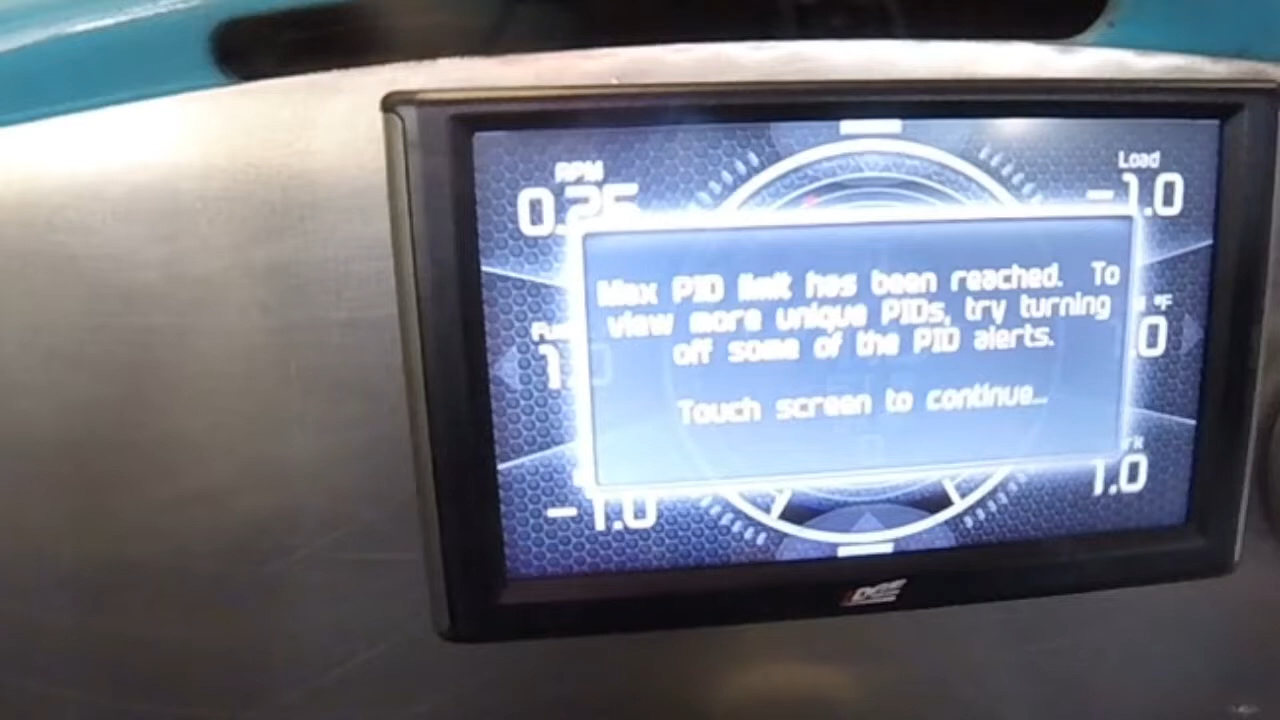 RPM
0.25
Load
-1.0
Max PID limit has been reached. To
view more unique PIDs, try turning
off some of the PID alerts.
Touch screen to continue...
°F
-1.0
1.0
EDGE